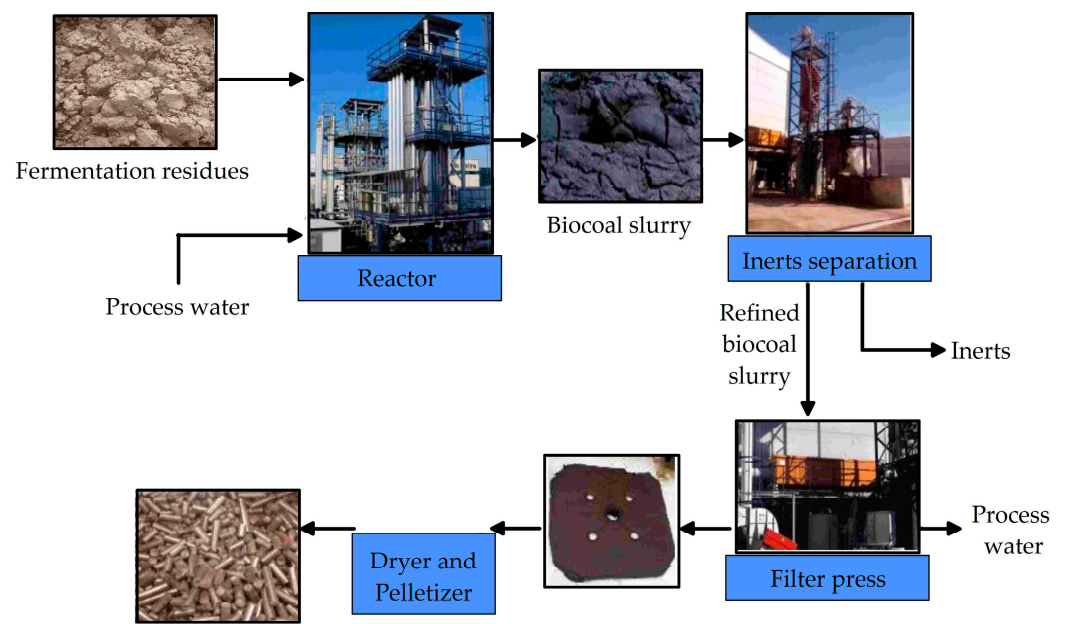 Fermentation residues
Process water
Reactor
Biocoal slurry
Inerts separation
Refined
biocoal
slurry
Inerts
Filter press
Process
water
Dryer and
Pelletizer